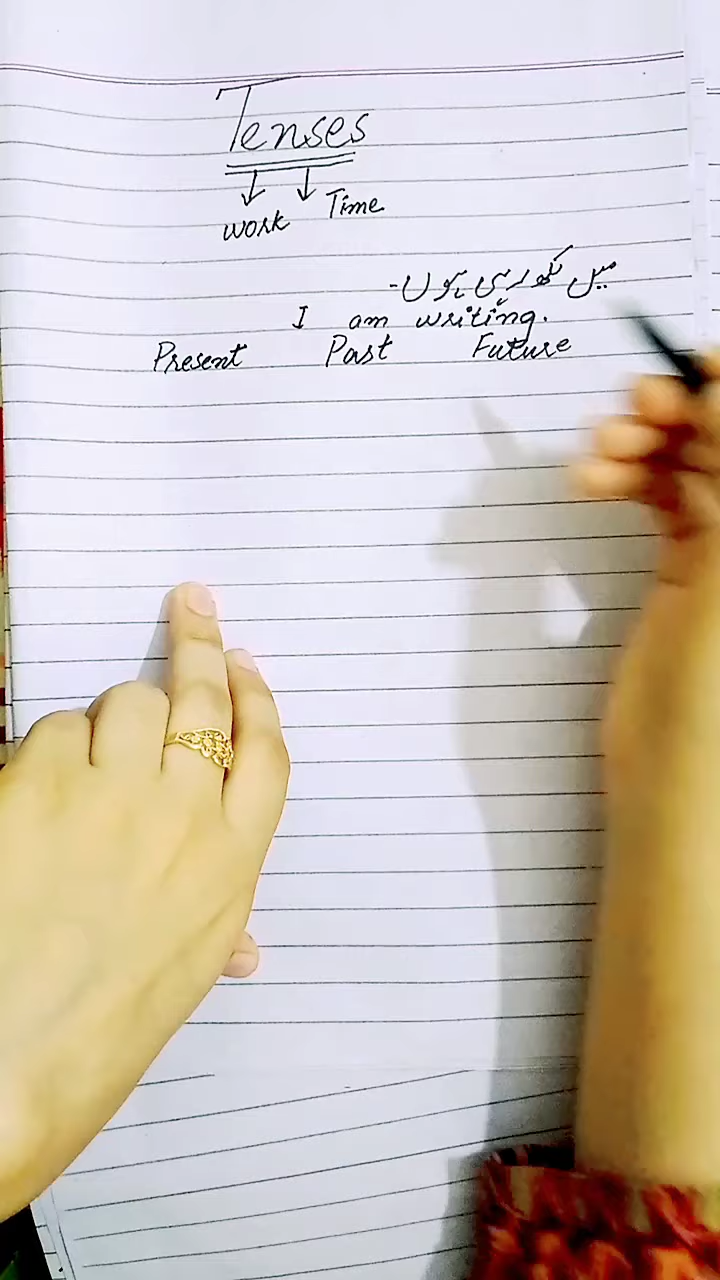 Tenses
work Time
میں لکھ رہی ہوں۔
I am writing.
Present Past Future